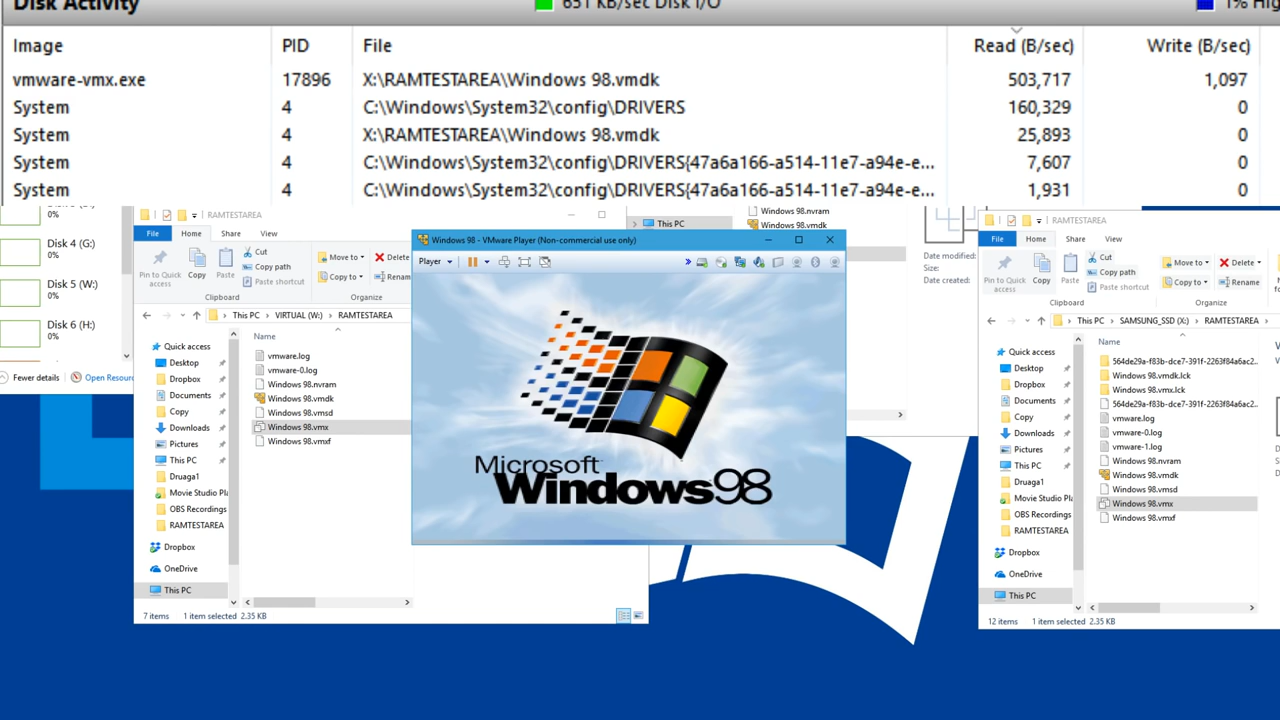 Disk Activity 651 KB/sec Disk I/O
Image PID File Read (B/sec) Write (B/sec)
vmware-vmx.exe 17896 X:\RAMTESTAREA\Windows 98.vmdk 503,717 1,097
System 4 C:\Windows\System32\config\DRIVERS 160,329 0
System 4 X:\RAMTESTAREA\Windows 98.vmdk 25,893 0
System 4 C:\Windows\System32\config\DRIVERS{47a6a166-a514-11e7-a94e-e... 7,607 0
System 4 C:\Windows\System32\config\DRIVERS{47a6a166-a514-11e7-a94e-e... 1,931 0
0%
Disk 4 (G:)
0%
Disk 5 (W:)
0%
Disk 6 (H:)
0%
Fewer details
RAMTESTAREA
File Home Share View
Pin to Quick access
Copy
Paste
Cut
Copy path
Paste shortcut
Move to
Copy to
Delete
Clipboard
Organize
This PC VIRTUAL (W:) RAMTESTAREA
Name
Quick access
Desktop
Dropbox
Documents
Copy
Downloads
Pictures
This PC
Druaga1
OBS Recordings
RAMTESTAREA
Dropbox
OneDrive
This PC
vmware.log
vmware-0.log
Windows 98.nvram
Windows 98.vmdk
Windows 98.vmsd
Windows 98.vmx
Windows 98.vmxf
7 items 1 item selected 2.35 KB
This PC
Windows 98.nvram
Windows 98.vmdk
Date modified:
Size:
Date created:
Windows 98 - VMware Player (Non-commercial use only)
Player
Microsoft
Windows98
RAMTESTAREA
File Home Share View
Pin to Quick access
Copy
Paste
Cut
Copy path
Paste shortcut
Move to
Copy to
Delete
Rename
Clipboard
Organize
This PC SAMSUNG_SSD (X:) RAMTESTAREA
Name
Quick access
Desktop
Dropbox
Documents
Copy
Downloads
Pictures
This PC
Druaga1
OBS Recordings
RAMTESTAREA
Dropbox
OneDrive
This PC
564de29a-f83b-dce7-391f-2263f84a6ac2...
Windows 98.vmdk.lck
Windows 98.vmx.lck
564de29a-f83b-dce7-391f-2263f84a6ac2...
vmware.log
vmware-0.log
vmware-1.log
Windows 98.nvram
Windows 98.vmdk
Windows 98.vmsd
Windows 98.vmx
Windows 98.vmxf
12 items 1 item selected 2.35 KB